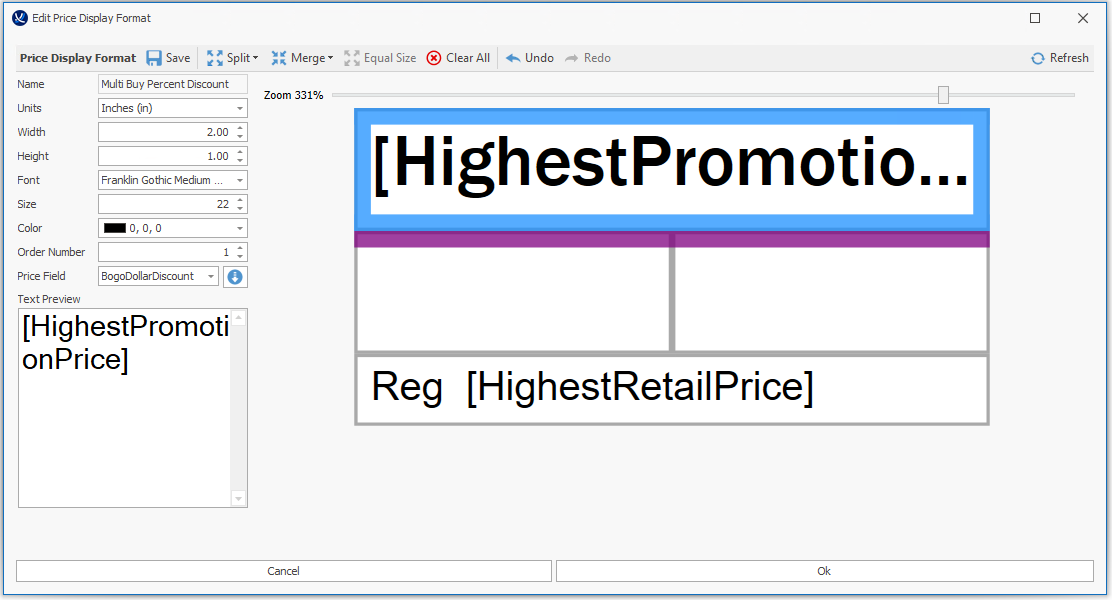 Edit Price Display Format
Price Display Format Save Split Merge Equal Size Clear All Undo Redo Refresh
Name Multi Buy Percent Discount
Units Inches (in)
Width 2.00
Height 1.00
Font Franklin Gothic Medium ...
Size 22
Color 0, 0, 0
Order Number 1
Price Field BogoDollarDiscount
Text Preview
[HighestPromoti
onPrice]
Zoom 331%
[HighestPromotio...
Reg [HighestRetailPrice]
Cancel Ok